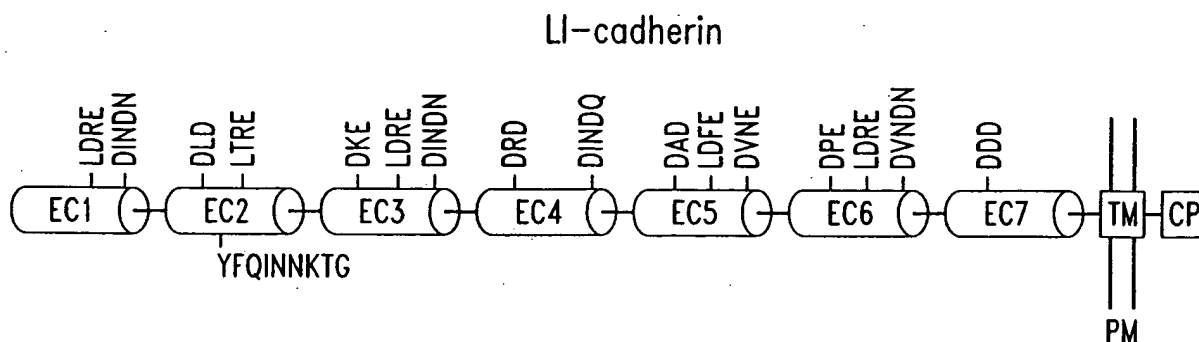 LI-cadherin
LDRE
DINDN
DLD
LTRE
DKE
LDRE
DINDN
DRD
DINDQ
DAD
LDFE
DVNE
DPE
LDRE
DVNDN
DDD
EC1
EC2
EC3
EC4
EC5
EC6
EC7
TM
CP
YFQINNKTG
PM